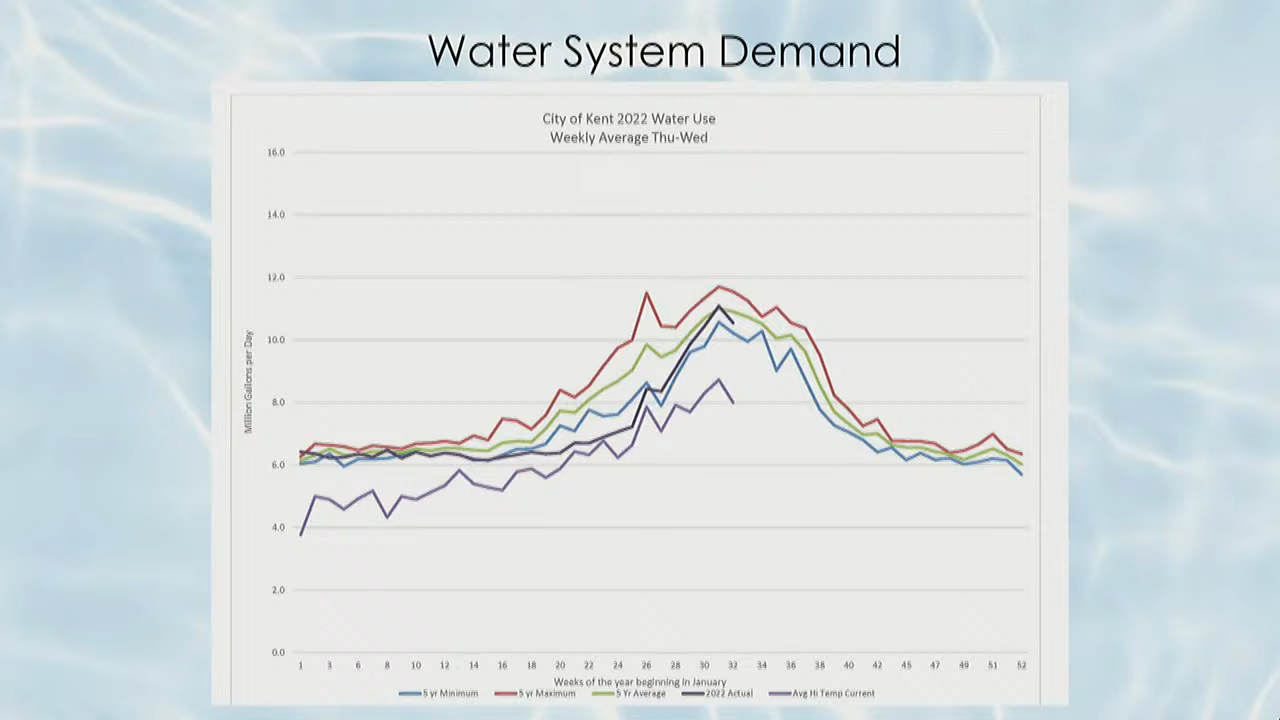 Water System Demand
City of Kent 2022 Water Use
Weekly Average Thu-Wed
16.0
14.0
12.0
10.0
8.0
6.0
4.0
2.0
0.0
Million Gallons per Day
1 3 6 8 10 12 14 16 18 20 22 24 26 28 30 32 34 36 38 40 42 45 47 49 51 52
Weeks of the year beginning in January
5 yr Minimum 5 yr Maximum 5 Yr Average 2022 Actual Avg Hi Temp Current